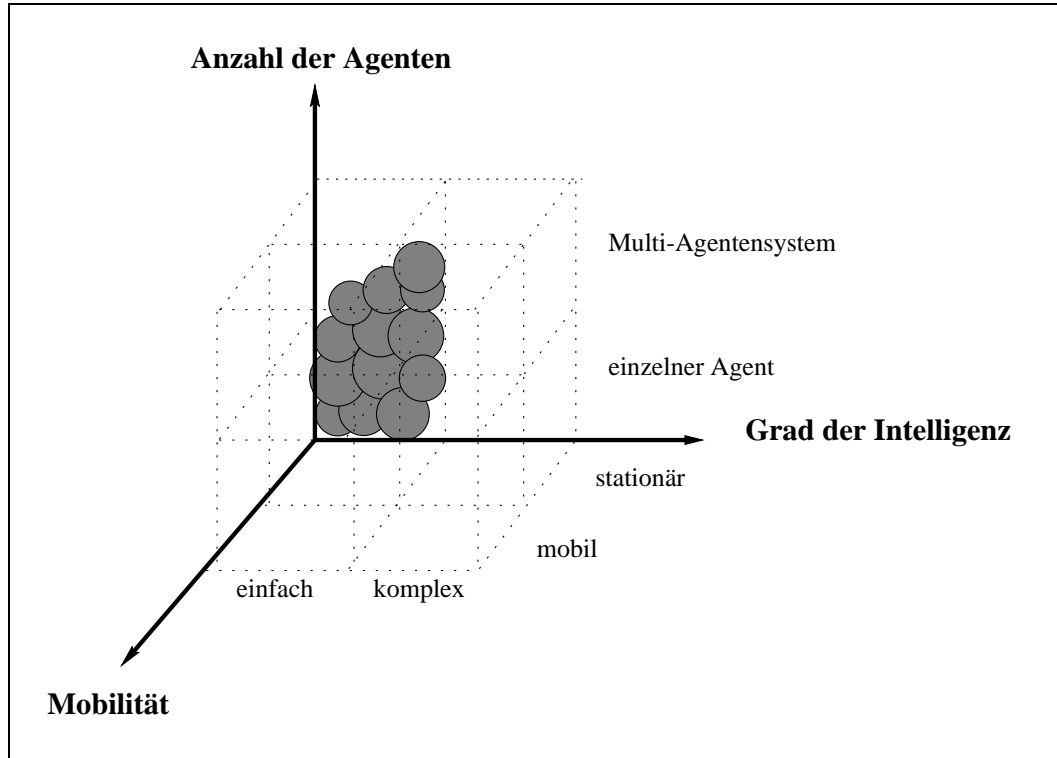 Anzahl der Agenten
Multi-Agentensystem
einzelner Agent
Grad der Intelligenz
stationär
mobil
einfach komplex
Mobilität